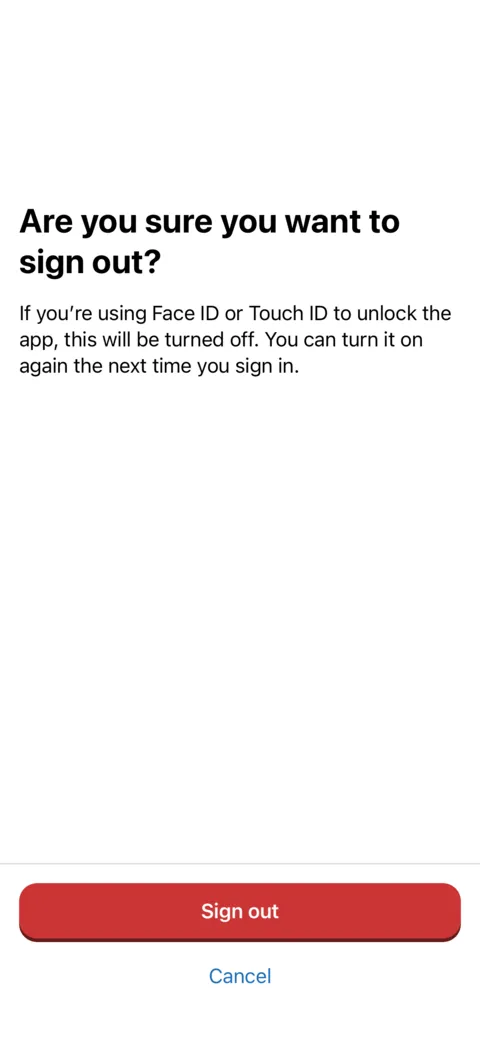 Are you sure you want to
sign out?
If you’re using Face ID or Touch ID to unlock the
app, this will be turned off. You can turn it on
again the next time you sign in.
Sign out
Cancel